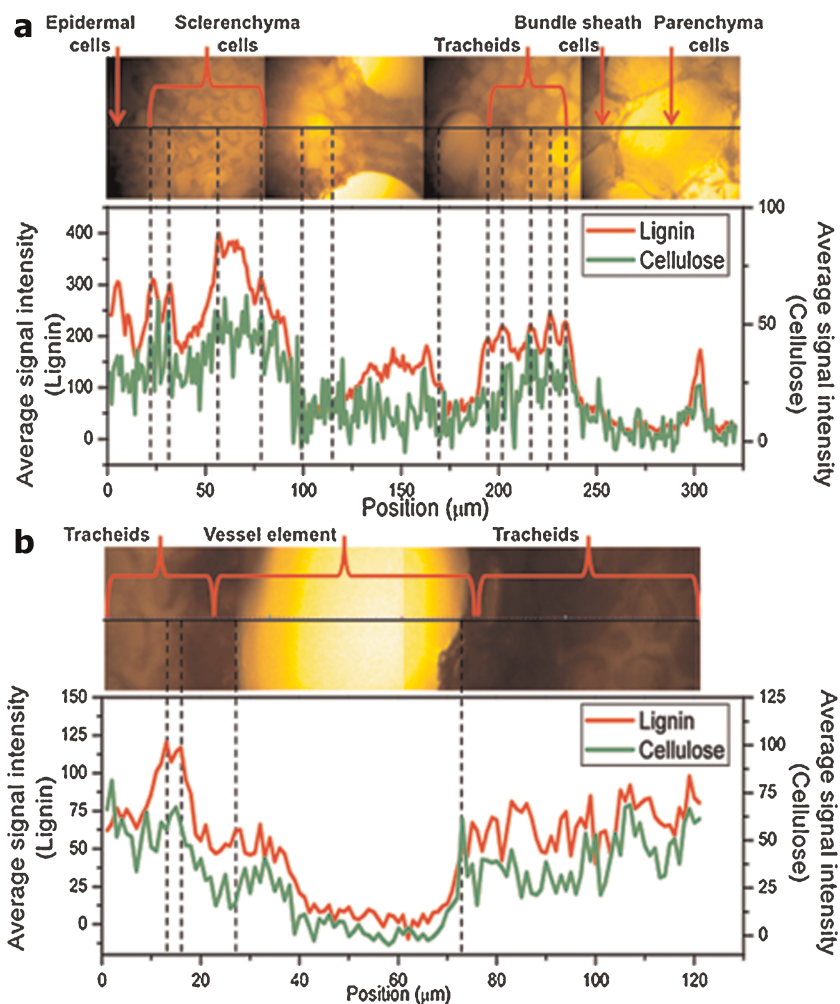 a
Epidermal cells
Sclerenchyma cells
Tracheids
Bundle sheath cells
Parenchyma cells
Average signal intensity (Lignin)
400
300
200
100
0
Lignin
Cellulose
100
50
0
Average signal intensity (Cellulose)
0 50 100 150 200 250 300
Position (μm)
b
Tracheids
Vessel element
Tracheids
Average signal intensity (Lignin)
150
125
100
75
50
25
0
Lignin
Cellulose
125
100
75
50
25
0
Average signal intensity (Cellulose)
0 20 40 60 80 100 120
Position (μm)